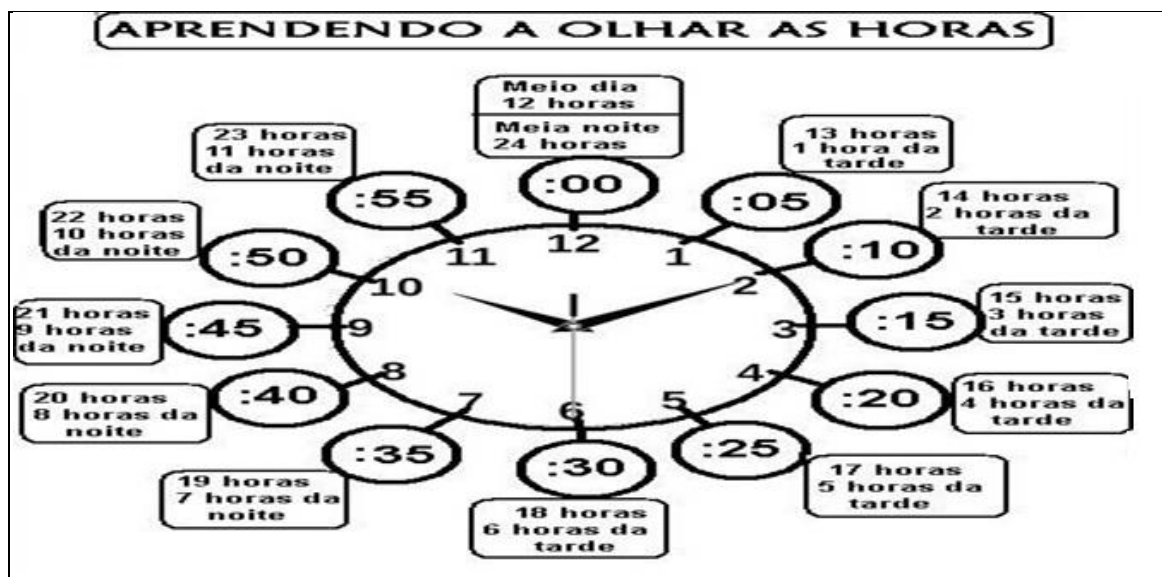 APRENDENDO A OLHAR AS HORAS
Meio dia
12 horas
Meia noite
24 horas
:00
12
13 horas
1 hora da
tarde
:05
1
14 horas
2 horas da
tarde
:10
2
15 horas
3 horas
da tarde
:15
3
16 horas
4 horas da
tarde
:20
4
17 horas
5 horas da
tarde
:25
5
18 horas
6 horas da
tarde
:30
6
19 horas
7 horas da
noite
:35
7
20 horas
8 horas da
noite
:40
8
21 horas
9 horas
da noite
:45
9
22 horas
10 horas
da noite
:50
10
23 horas
11 horas
da noite
:55
11